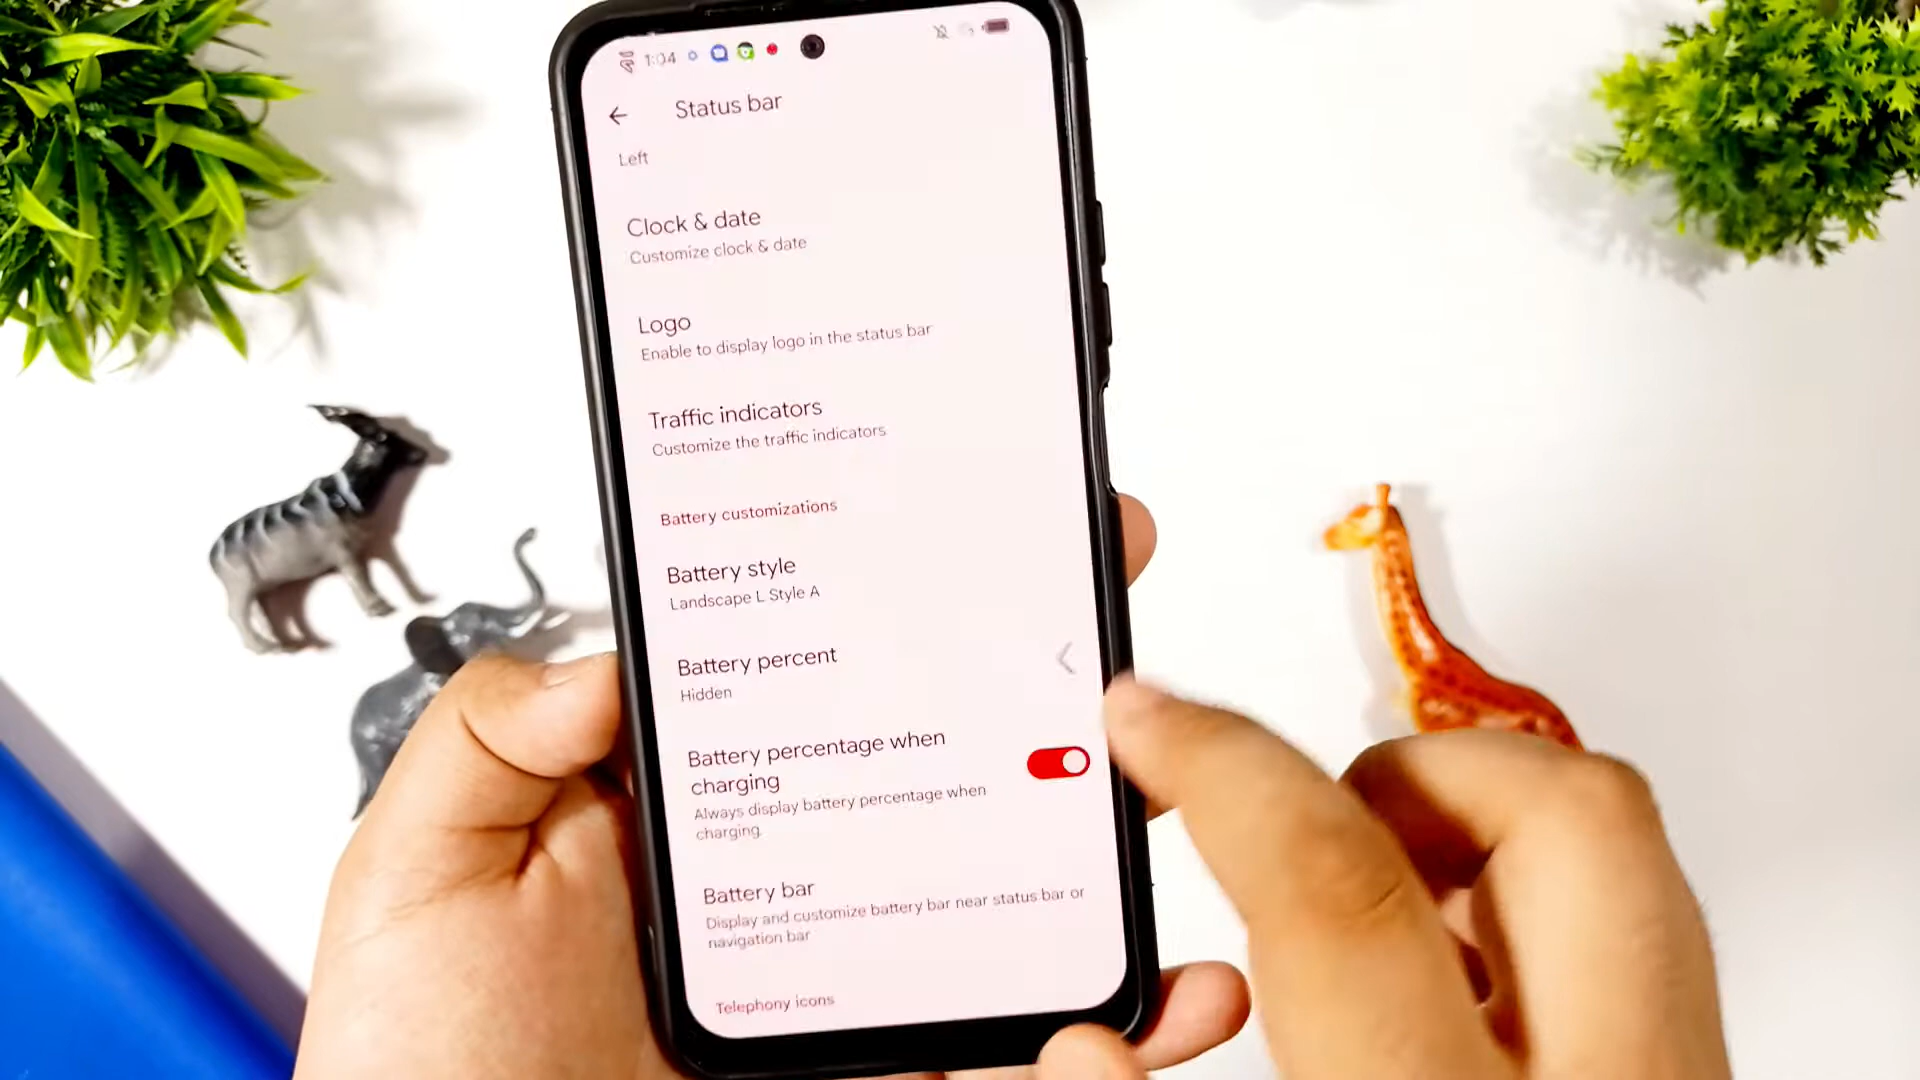 1:04
Status bar
Left
Clock & date
Customize clock & date
Logo
Enable to display logo in the status bar
Traffic indicators
Customize the traffic indicators
Battery customizations
Battery style
Landscape L Style A
Battery percent
Hidden
Battery percentage when
charging
Always display battery percentage when
charging.
Battery bar
Display and customize battery bar near status bar or
navigation bar
Telephony icons